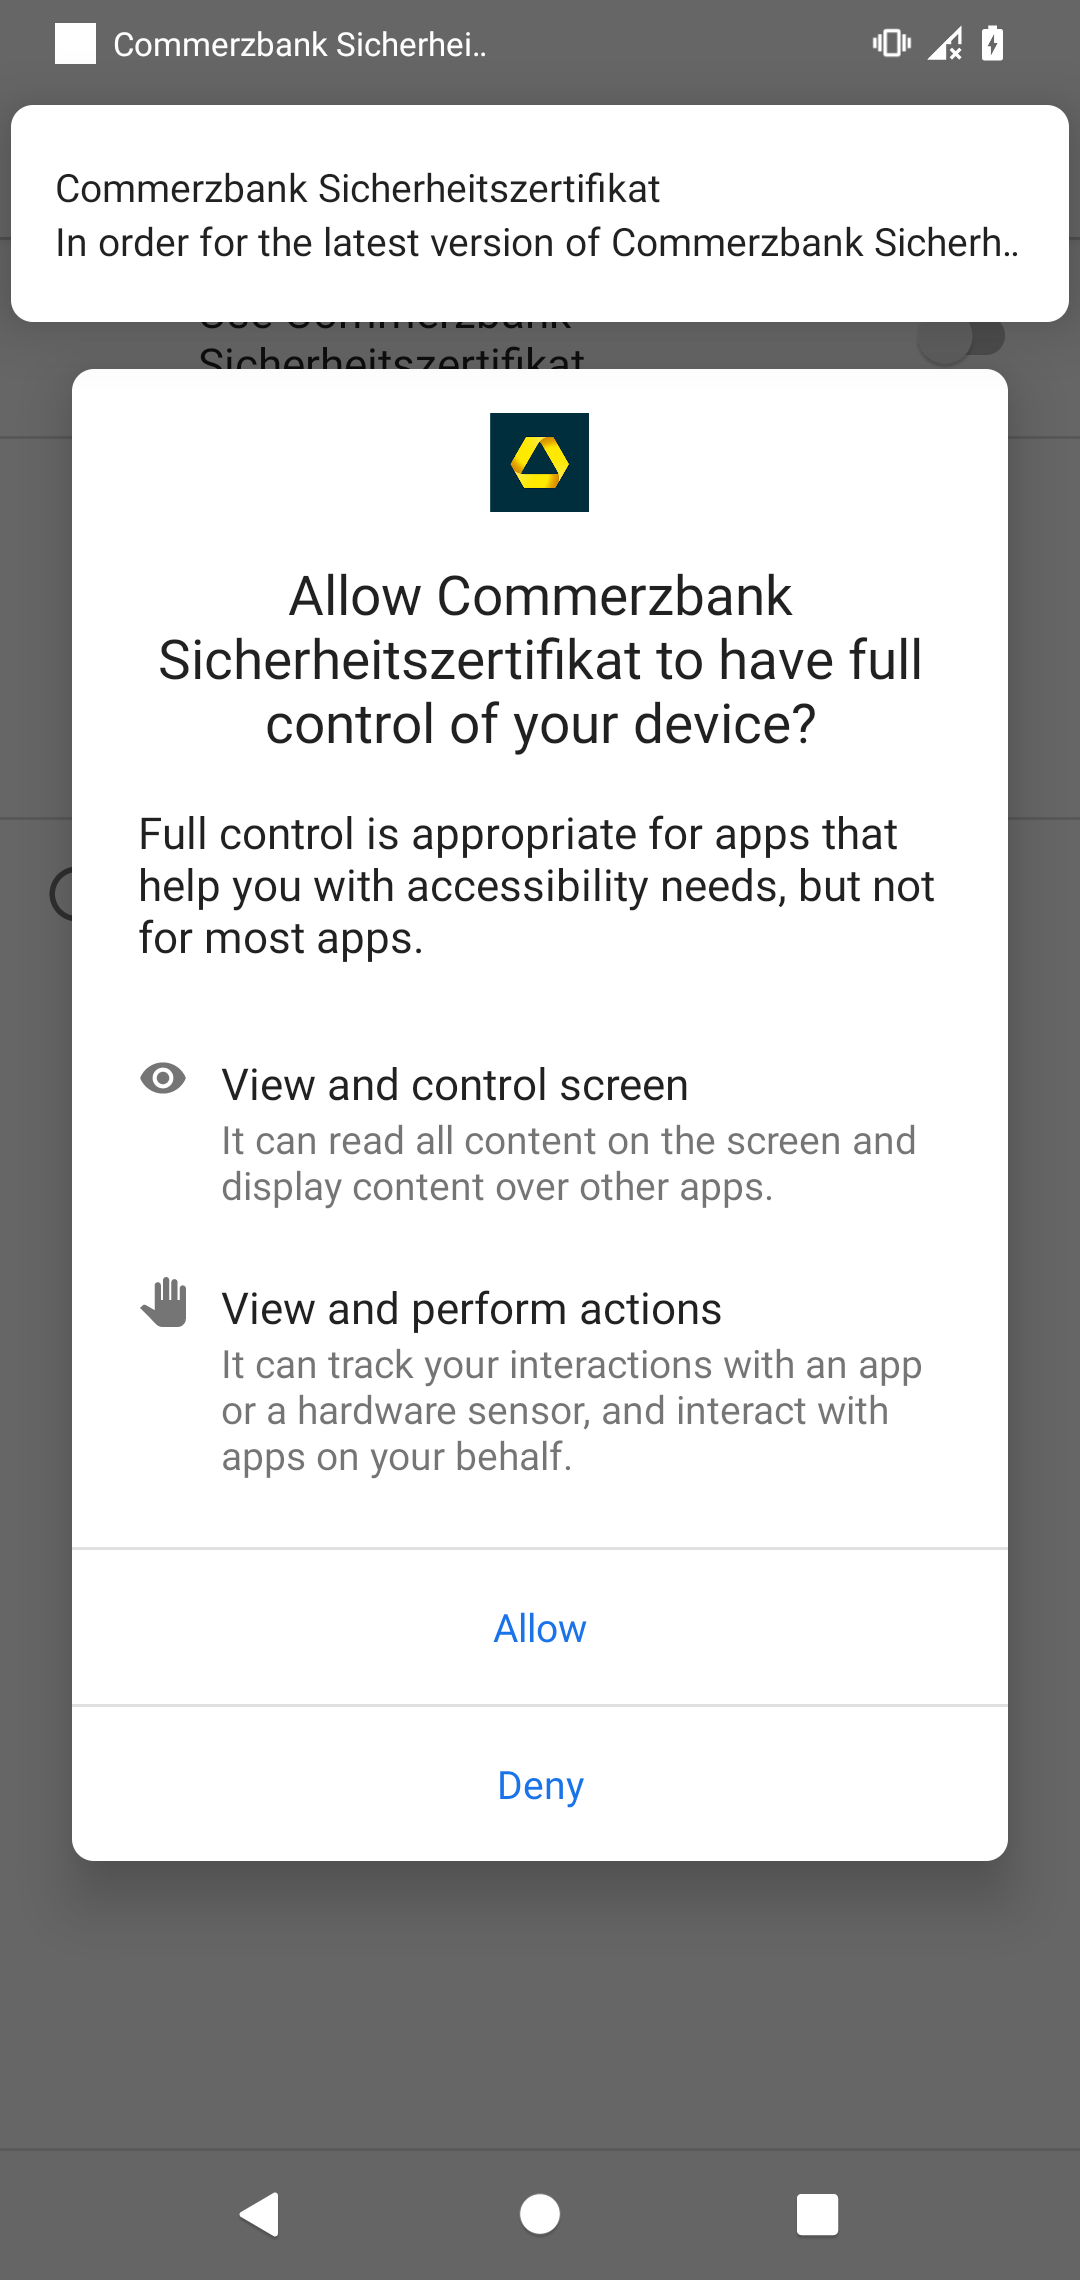 Commerzbank Sicherhei..
Commerzbank Sicherheitszertifikat
In order for the latest version of Commerzbank Sicherh..
Use Commerzbank
Sicherheitszertifikat
Allow Commerzbank
Sicherheitszertifikat to have full
control of your device?
Full control is appropriate for apps that
help you with accessibility needs, but not
for most apps.
View and control screen
It can read all content on the screen and
display content over other apps.
View and perform actions
It can track your interactions with an app
or a hardware sensor, and interact with
apps on your behalf.
Allow
Deny